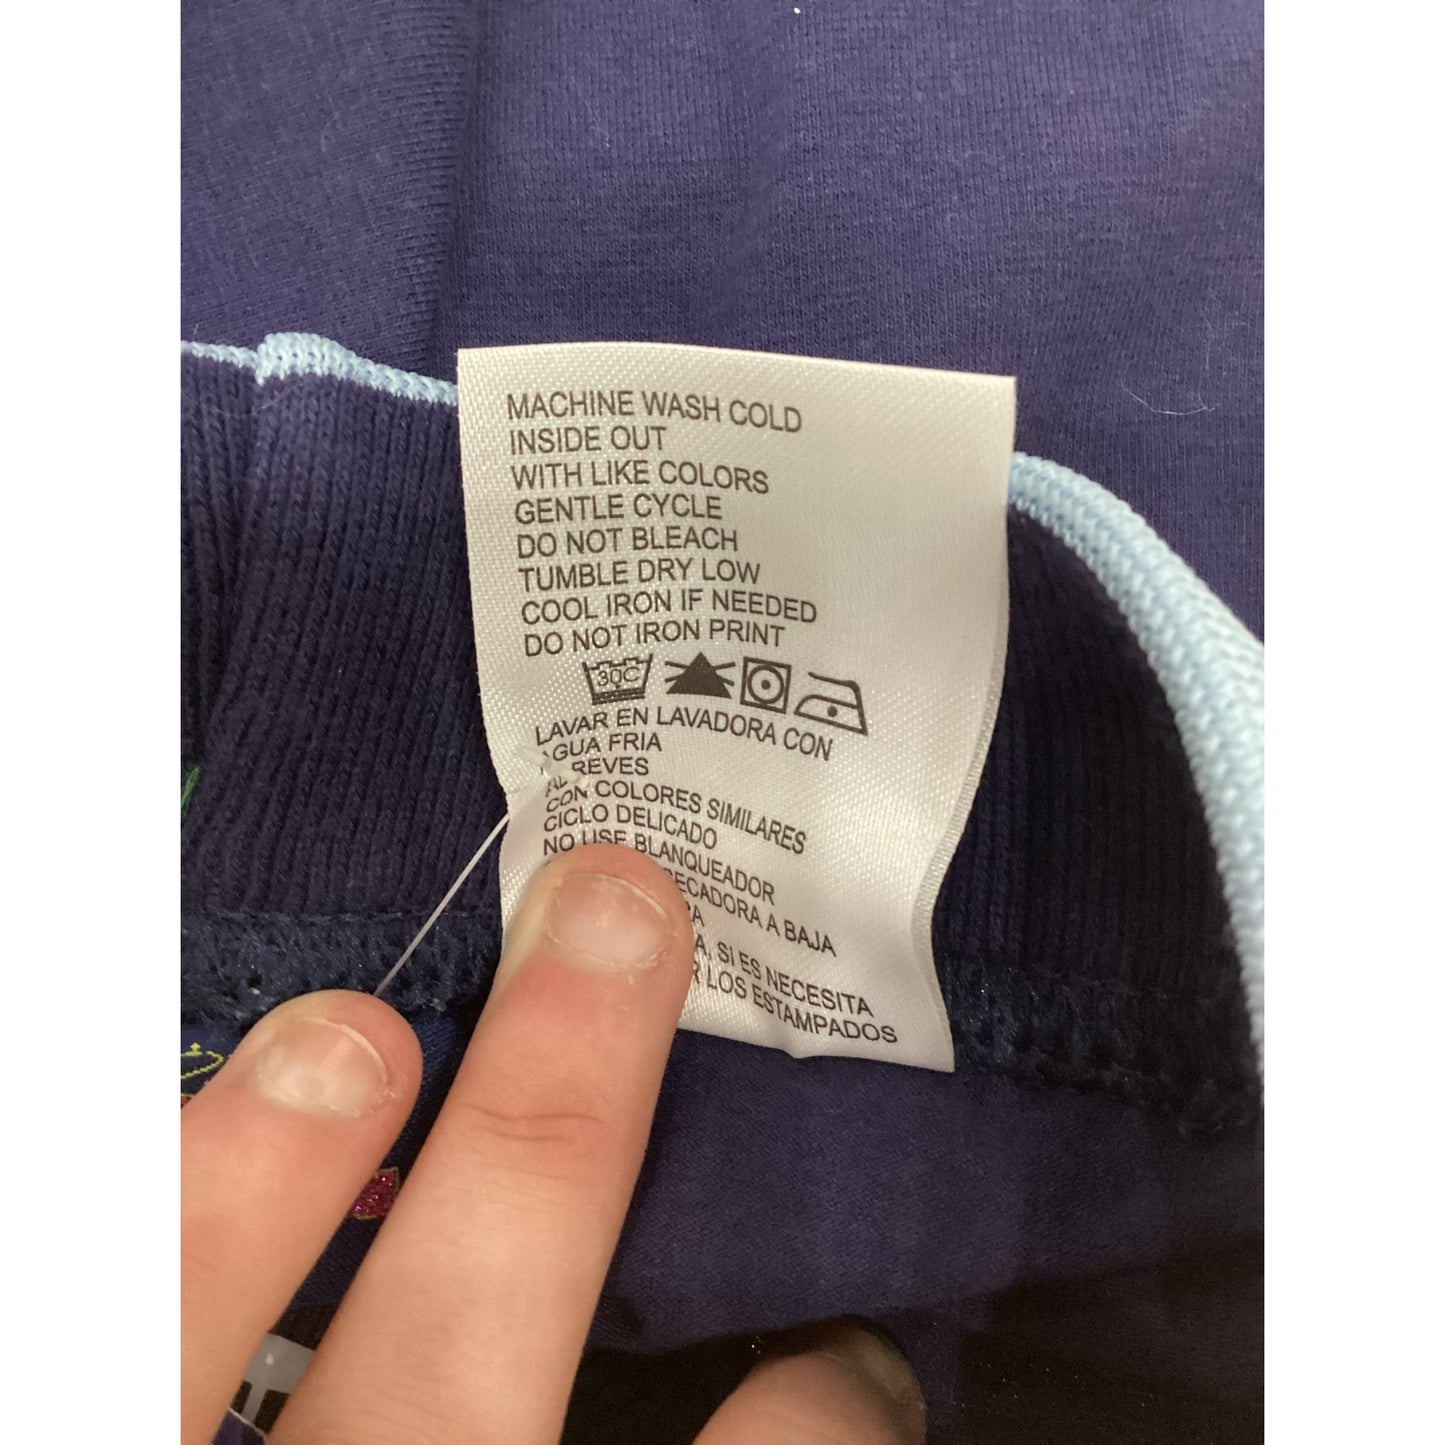 MACHINE WASH COLD
INSIDE OUT
WITH LIKE COLORS
GENTLE CYCLE
DO NOT BLEACH
TUMBLE DRY LOW
COOL IRON IF NEEDED
DO NOT IRON PRINT
30C
LAVAR EN LAVADORA CON
AGUA FRIA
AL REVES
CON COLORES SIMILARES
CICLO DELICADO
NO USE BLANQUEADOR
A BAJA
SI ES NECESITA
LOS ESTAMPADOS